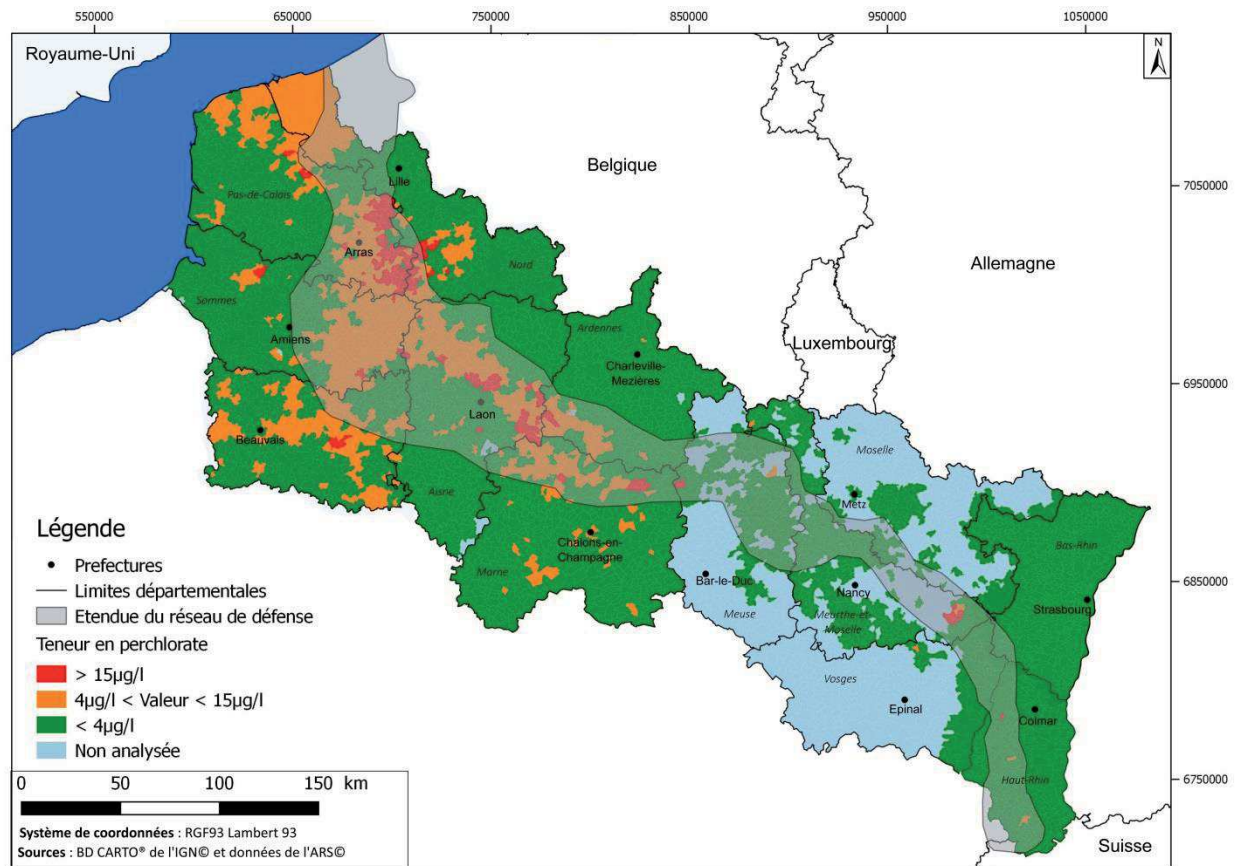 550000 650000 750000 850000 950000 1050000
Royaume-Uni
N
Belgique
7050000
Lille
Pas-de-Calais
Arras
Nord
Allemagne
Sommes
Ardennes
Amiens
Luxembourg
Charleville-
Mezières
6950000
Laon
Beauvais
Moselle
Aisne
Metz
Légende
Chalons-en-
Champagne
Bas-Rhin
Prefectures
Marne
Bar-le-Duc
Nancy
6850000
Limites départementales
Meuse
Meurthe et
Moselle
Strasbourg
Etendue du réseau de défense
Teneur en perchlorate
> 15µg/l
Vosges
4µg/l < Valeur < 15µg/l
Epinal
Colmar
< 4µg/l
Non analysée
Haut-Rhin
6750000
0 50 100 150 km
Suisse
Système de coordonnées : RGF93 Lambert 93
Sources : BD CARTO® de l'IGN© et données de l'ARS©